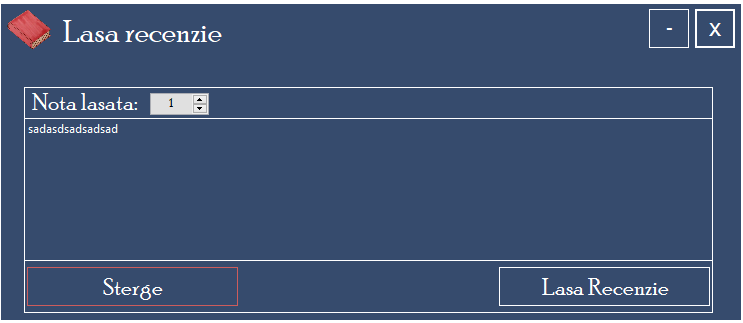 Lasa recenzie
-
X
Nota lasata: 1
sadasdsadsadsad
Sterge
Lasa Recenzie